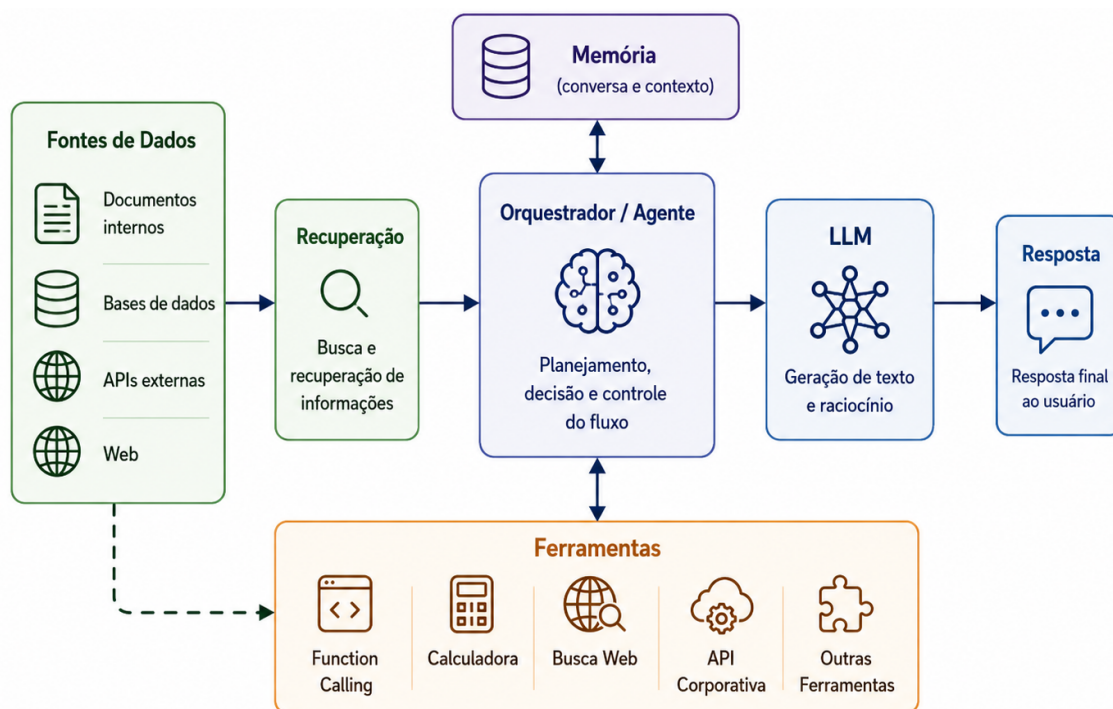 Memória
(conversa e contexto)
Fontes de Dados
Documentos
internos
Bases de dados
APIs externas
Web
Recuperação
Busca e
recuperação de
informações
Orquestrador / Agente
Planejamento,
decisão e controle
do fluxo
LLM
Geração de texto
e raciocínio
Resposta
Resposta final
ao usuário
Ferramentas
Function
Calling
Calculadora
Busca Web
API
Corporativa
Outras
Ferramentas